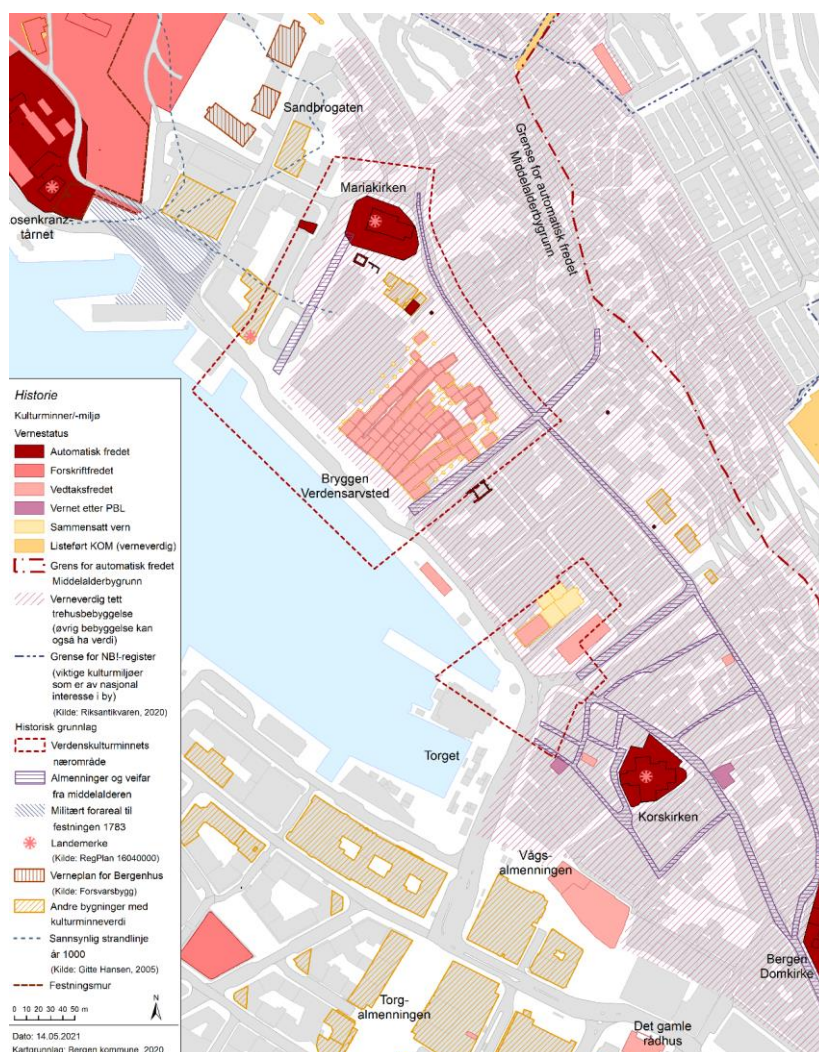 Sandbrogaten
Mariakirken
osenkranz-
tårnet
Grense for automatisk fredet
Middelalderbygrunn
Bryggen
Verdensarvsted
Torget
Korskirken
Vågs-
almenningen
Bergen
Domkirke
Torg-
almenningen
Det gamle
rådhus
Historie
Kulturminner/-miljø
Vernestatus
Automatisk fredet
Forskriftfredet
Vedtaksfredet
Vernet etter PBL
Sammensatt vern
Listeført KOM (verneverdig)
Grens for automatisk fredet
Middelalderbygrunn
Verneverdig tett
trehusbebyggelse
(øvrig bebyggelse kan
også ha verdi)
Grense for NB!-register
(viktige kulturmiljøer
som er av nasjonal
interesse i by)
(Kilde: Riksantikvaren, 2020)
Historisk grunnlag
Verdenskulturminnets
nærområde
Almenninger og veifar
fra middelalderen
Militært forareal til
festningen 1783
Landemerke
(Kilde: RegPlan 16040000)
Verneplan for Bergenhus
(Kilde: Forsvarsbygg)
Andre bygninger med
kulturminneverdi
Sannsynlig strandlinje
år 1000
(Kilde: Gitte Hansen, 2005)
Festningsmur
N
0 10 20 30 40 50 m
Dato: 14.05.2021
Kartgrunnlag: Bergen kommune, 2020